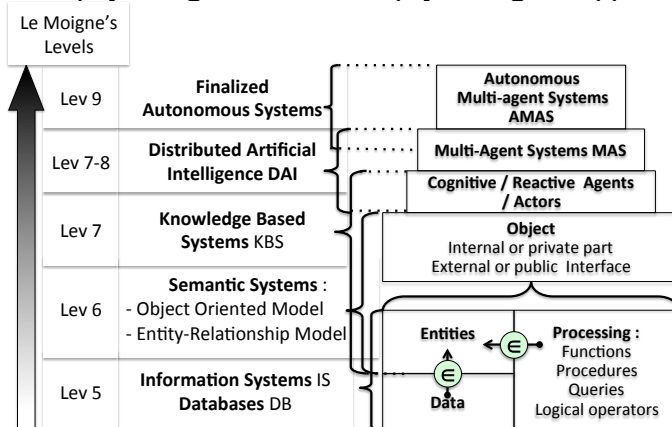 Le Moigne's
Levels
Lev 9
Finalized
Autonomous Systems
Autonomous
Multi-agent Systems
AMAS
Lev 7-8
Distributed Artificial
Intelligence DAI
Multi-Agent Systems MAS
Cognitive / Reactive Agents
/ Actors
Lev 7
Knowledge Based
Systems KBS
Object
Internal or private part
External or public Interface
Lev 6
Semantic Systems :
- Object Oriented Model
- Entity-Relationship Model
Entities
∈
Processing :
Functions
Procedures
Queries
Logical operators
∈
Data
Lev 5
Information Systems IS
Databases DB